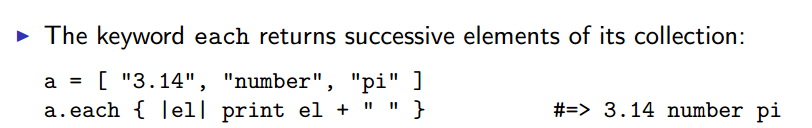 ▶ The keyword each returns successive elements of its collection:
a = [ "3.14", "number", "pi" ]
a.each { |el| print el + " " } #=> 3.14 number pi